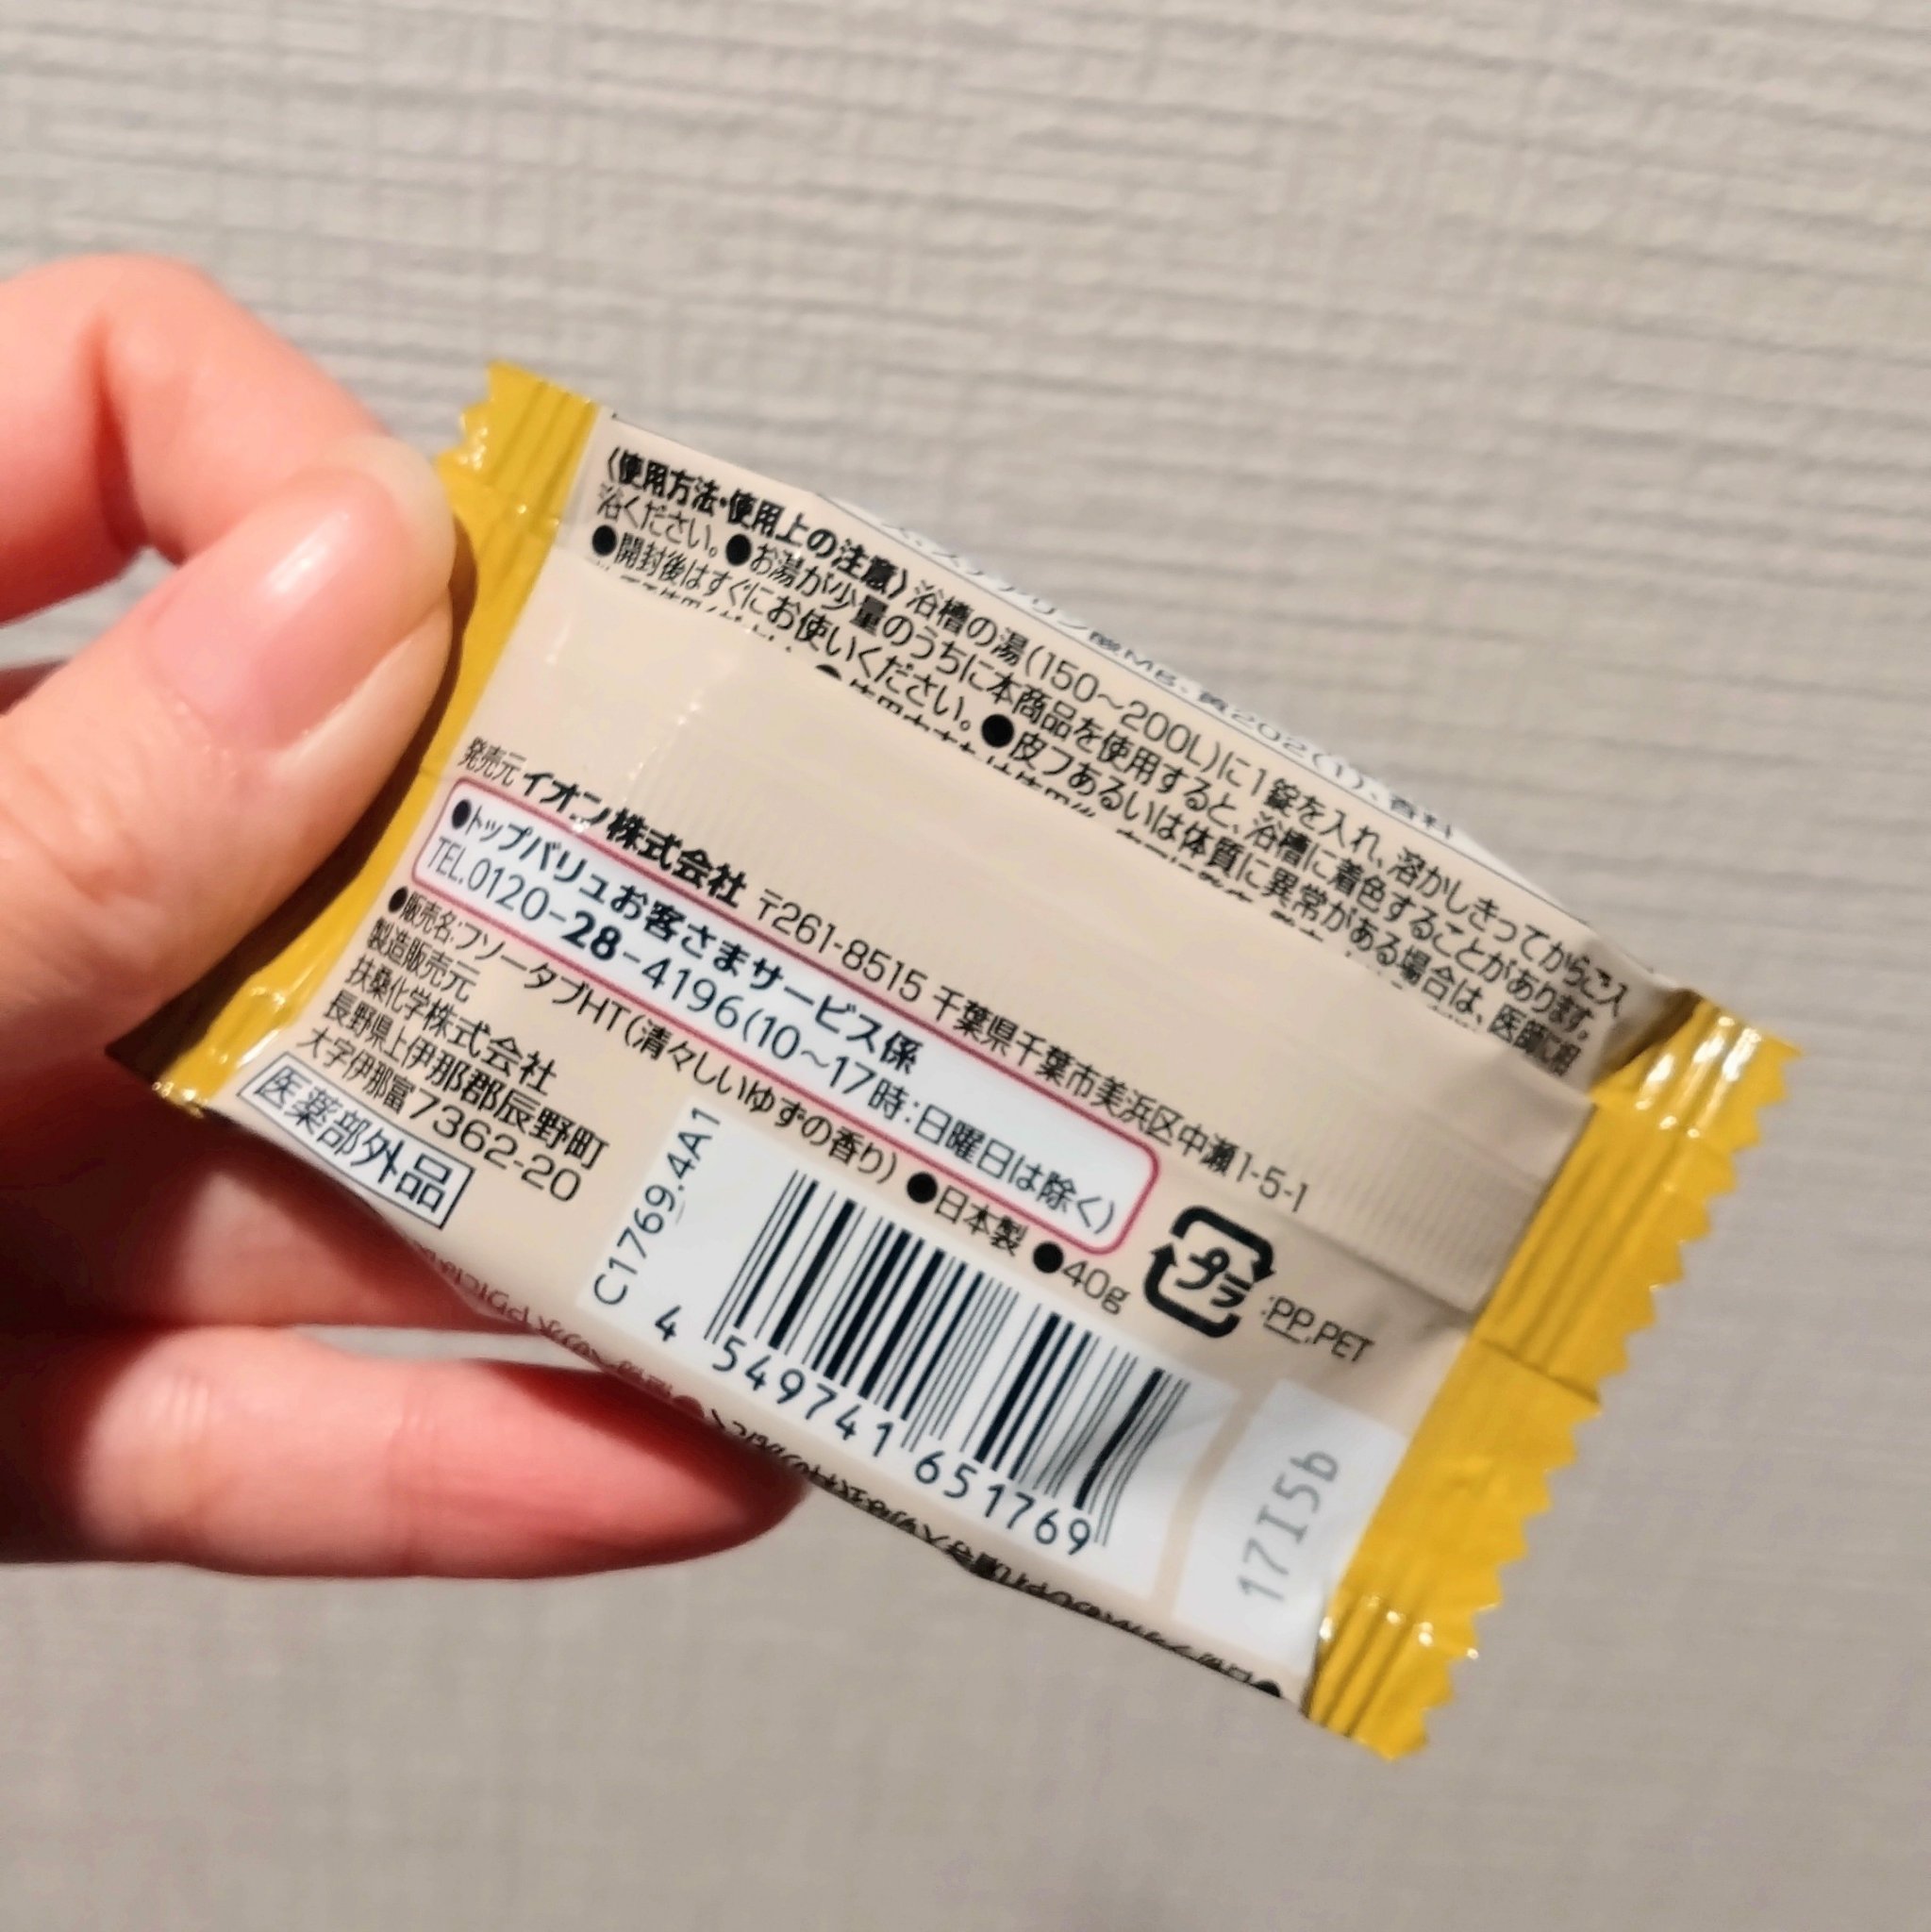 〈使用方法・使用上の注意〉浴槽の湯(150～200L)に1錠を入れ、溶かしきってからご入
浴ください。●お湯が少量のうちに本商品を使用すると、浴槽に着色することがあります。
●開封後はすぐにお使いください。●皮フあるいは体質に異常がある場合は、医師に相
発売元 イオン株式会社 〒261-8515 千葉県千葉市美浜区中瀬1-5-1
●トップバリュお客さまサービス係
TEL.0120-28-4196(10～17時:日曜日は除く)
●販売名:フソータブHT(清々しいゆずの香り) ●日本製 ●40g
製造販売元
扶桑化学株式会社
長野県上伊那郡辰野町
大字伊那富7362-20
医薬部外品
C1769.4A1
4 549741 651769
プラ :PP,PET
17I5b